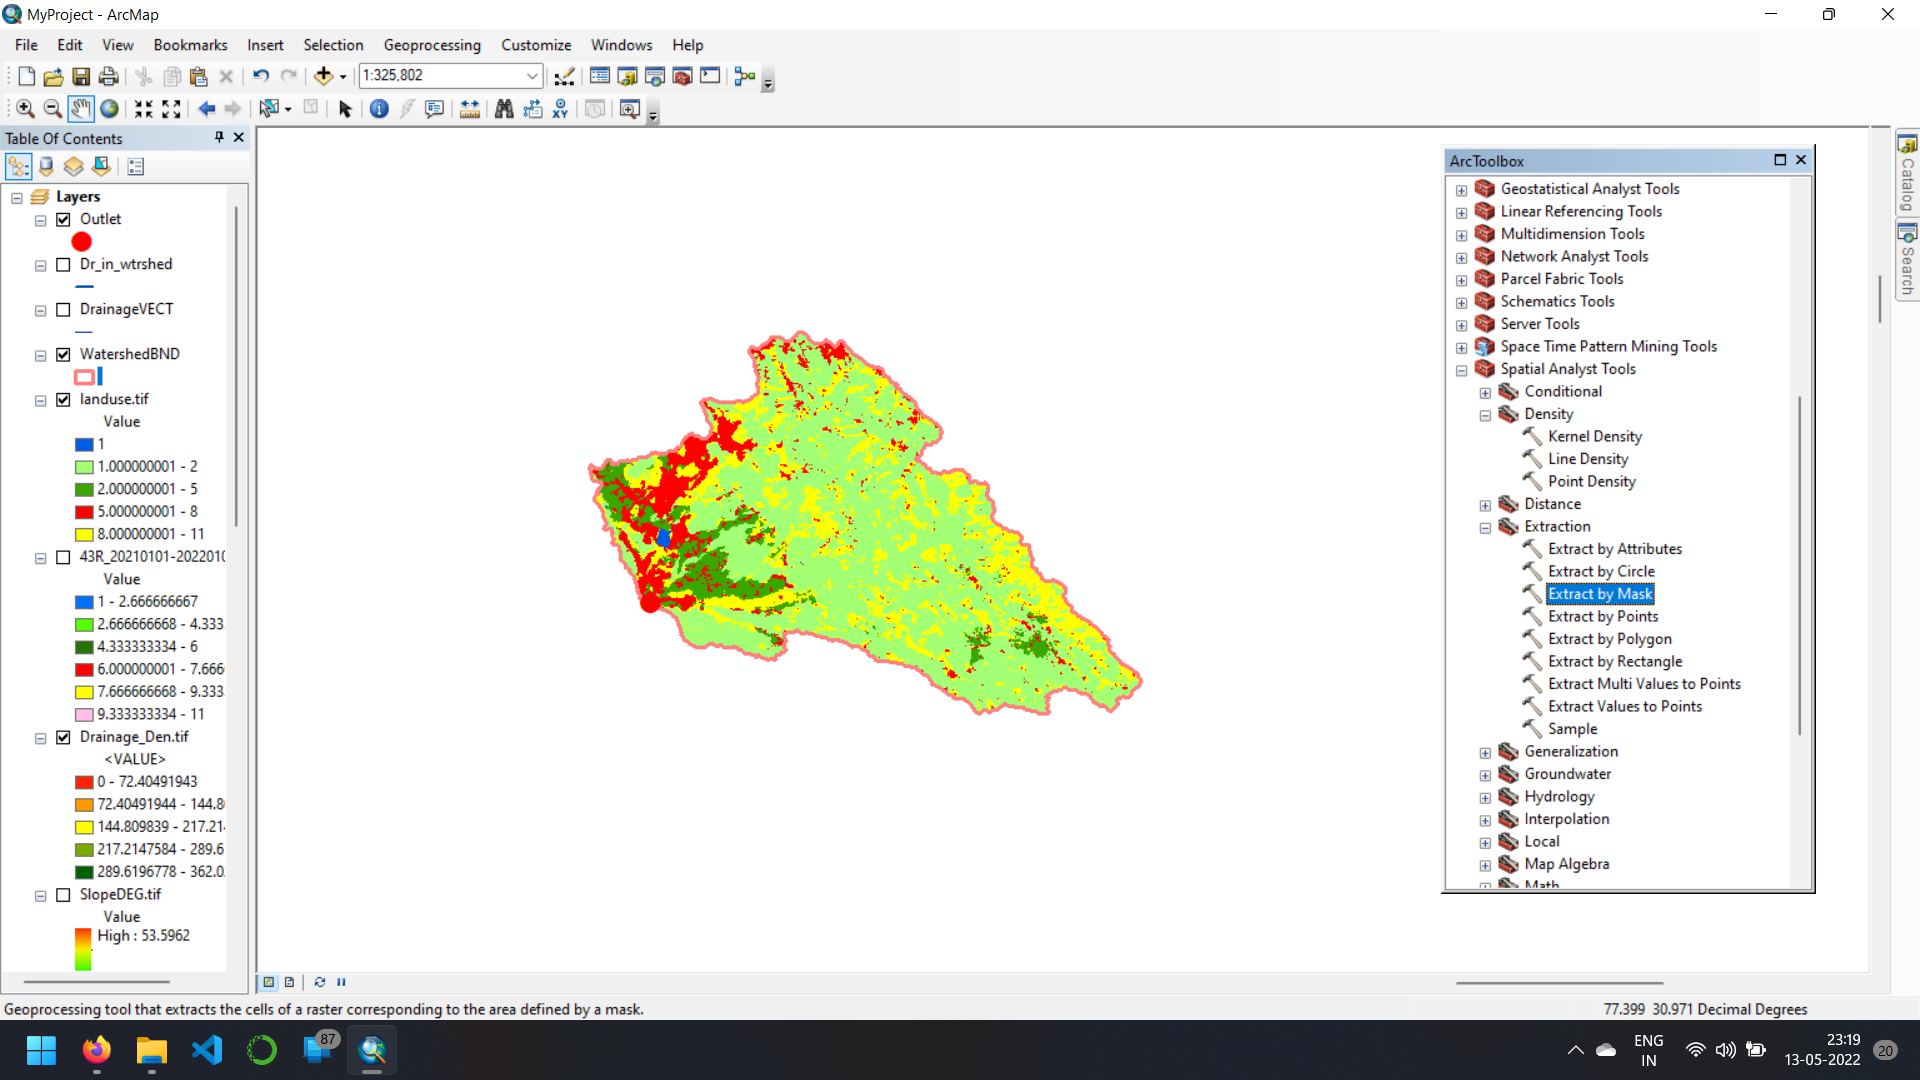 MyProject - ArcMap
File Edit View Bookmarks Insert Selection Geoprocessing Customize Windows Help
1:325,802
Table Of Contents
Layers
Outlet
Dr_in_wtrshed
DrainageVECT
WatershedBND
landuse.tif
Value
1
1.000000001 - 2
2.000000001 - 5
5.000000001 - 8
8.000000001 - 11
43R_20210101-202201
Value
1 - 2.666666667
2.666666668 - 4.333
4.333333334 - 6
6.000000001 - 7.666
7.666666668 - 9.333
9.333333334 - 11
Drainage_Den.tif
<VALUE>
0 - 72.40491943
72.40491944 - 144.8
144.809839 - 217.21
217.2147584 - 289.6
289.6196778 - 362.0
SlopeDEG.tif
Value
High : 53.5962
ArcToolbox
Geostatistical Analyst Tools
Linear Referencing Tools
Multidimension Tools
Network Analyst Tools
Parcel Fabric Tools
Schematics Tools
Server Tools
Space Time Pattern Mining Tools
Spatial Analyst Tools
Conditional
Density
Kernel Density
Line Density
Point Density
Distance
Extraction
Extract by Attributes
Extract by Circle
Extract by Mask
Extract by Points
Extract by Polygon
Extract by Rectangle
Extract Multi Values to Points
Extract Values to Points
Sample
Generalization
Groundwater
Hydrology
Interpolation
Local
Map Algebra
Math
Catalog
Search
Geoprocessing tool that extracts the cells of a raster corresponding to the area defined by a mask.
77.399 30.971 Decimal Degrees
87
ENG
IN
23:19
13-05-2022
20